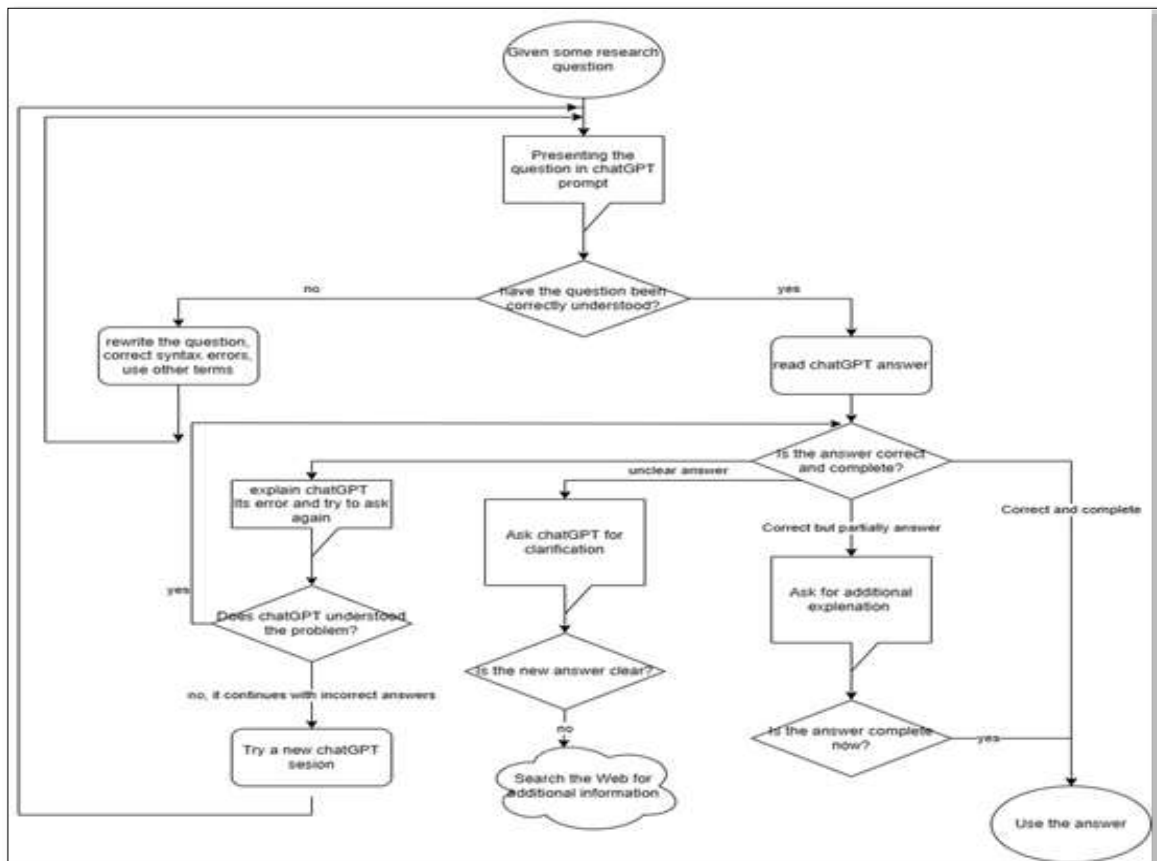 Given some research
question
Presenting the
question in chatGPT
prompt
have the question been
correctly understood?
no
yes
rewrite the question,
correct syntax errors,
use other terms
read chatGPT answer
Is the answer correct
and complete?
unclear answer
explain chatGPT
its error and try to ask
again
Ask chatGPT for
clarification
Correct but partially answer
Correct and complete
Ask for additional
explenation
yes
Does chatGPT understood
the problem?
Is the new answer clear?
no, if continues with incorrect answers
no
Is the answer complete
now?
yes
Try a new chatGPT
sesion
Search the Web for
additional information
Use the answer